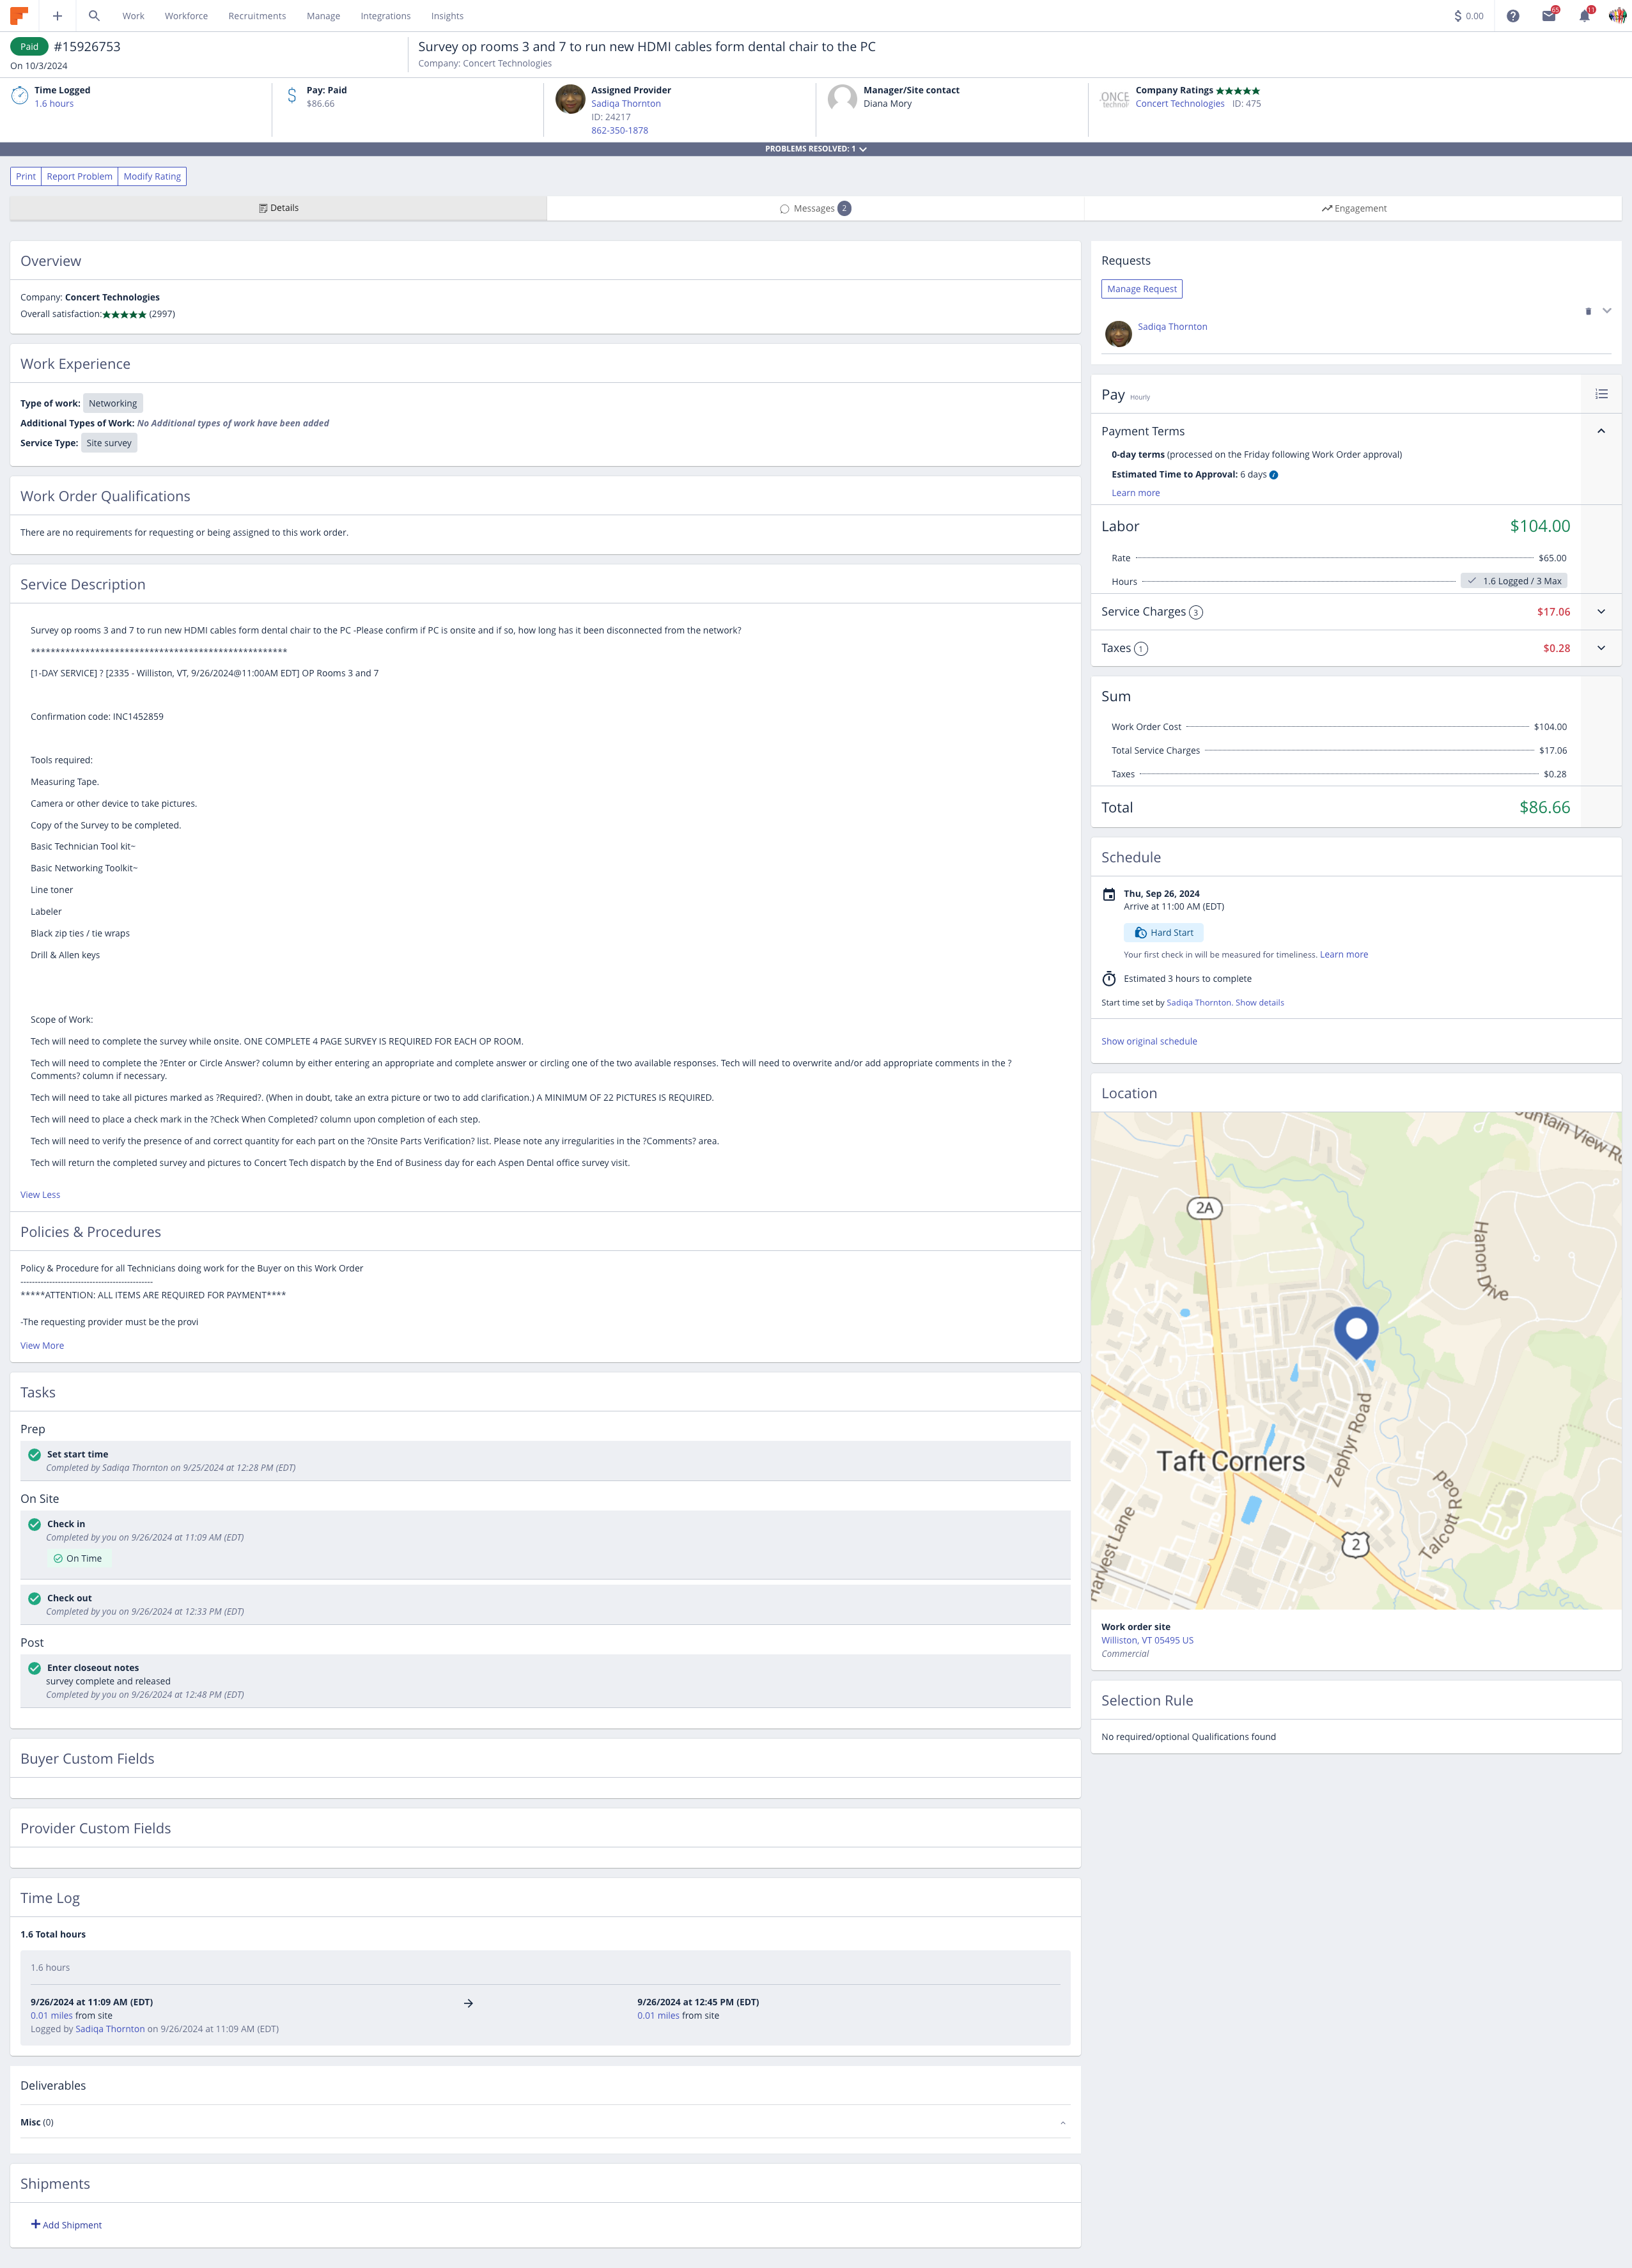 Work Workforce Recruitments Manage Integrations Insights
$ 0.00
Paid #15926753
On 10/3/2024
Survey op rooms 3 and 7 to run new HDMI cables form dental chair to the PC
Company: Concert Technologies
Time Logged
1.6 hours
Pay: Paid
$86.66
Assigned Provider
Sadiqa Thornton
ID: 24217
862-350-1878
Manager/Site contact
Diana Mory
Company Ratings ★★★★★
Concert Technologies ID: 475
PROBLEMS RESOLVED: 1
Print Report Problem Modify Rating
Details
Messages 2
Engagement
Overview
Company: Concert Technologies
Overall satisfaction:★★★★★ (2997)
Work Experience
Type of work: Networking
Additional Types of Work: No Additional types of work have been added
Service Type: Site survey
Work Order Qualifications
There are no requirements for requesting or being assigned to this work order.
Service Description
Survey op rooms 3 and 7 to run new HDMI cables form dental chair to the PC -Please confirm if PC is onsite and if so, how long has it been disconnected from the network?
****************************************************
[1-DAY SERVICE] ? [2335 - Williston, VT, 9/26/2024@11:00AM EDT] OP Rooms 3 and 7
Confirmation code: INC1452859
Tools required:
Measuring Tape.
Camera or other device to take pictures.
Copy of the Survey to be completed.
Basic Technician Tool kit~
Basic Networking Toolkit~
Line toner
Labeler
Black zip ties / tie wraps
Drill & Allen keys
Scope of Work:
Tech will need to complete the survey while onsite. ONE COMPLETE 4 PAGE SURVEY IS REQUIRED FOR EACH OP ROOM.
Tech will need to complete the ?Enter or Circle Answer? column by either entering an appropriate and complete answer or circling one of the two available responses. Tech will need to overwrite and/or add appropriate comments in the ?
Comments? column if necessary.
Tech will need to take all pictures marked as ?Required?. (When in doubt, take an extra picture or two to add clarification.) A MINIMUM OF 22 PICTURES IS REQUIRED.
Tech will need to place a check mark in the ?Check When Completed? column upon completion of each step.
Tech will need to verify the presence of and correct quantity for each part on the ?Onsite Parts Verification? list. Please note any irregularities in the ?Comments? area.
Tech will return the completed survey and pictures to Concert Tech dispatch by the End of Business day for each Aspen Dental office survey visit.
View Less
Policies & Procedures
Policy & Procedure for all Technicians doing work for the Buyer on this Work Order
----------------------------------------------
*****ATTENTION: ALL ITEMS ARE REQUIRED FOR PAYMENT****
-The requesting provider must be the provi
View More
Tasks
Prep
Set start time
Completed by Sadiqa Thornton on 9/25/2024 at 12:28 PM (EDT)
On Site
Check in
Completed by you on 9/26/2024 at 11:09 AM (EDT)
On Time
Check out
Completed by you on 9/26/2024 at 12:33 PM (EDT)
Post
Enter closeout notes
survey complete and released
Completed by you on 9/26/2024 at 12:48 PM (EDT)
Buyer Custom Fields
Provider Custom Fields
Time Log
1.6 Total hours
1.6 hours
9/26/2024 at 11:09 AM (EDT)
0.01 miles from site
Logged by Sadiqa Thornton on 9/26/2024 at 11:09 AM (EDT)
9/26/2024 at 12:45 PM (EDT)
0.01 miles from site
Deliverables
Misc (0)
Shipments
+ Add Shipment
Requests
Manage Request
Sadiqa Thornton
Pay Hourly
Payment Terms
0-day terms (processed on the Friday following Work Order approval)
Estimated Time to Approval: 6 days
Learn more
Labor $104.00
Rate $65.00
Hours 1.6 Logged / 3 Max
Service Charges 3 $17.06
Taxes 1 $0.28
Sum
Work Order Cost $104.00
Total Service Charges $17.06
Taxes $0.28
Total $86.66
Schedule
Thu, Sep 26, 2024
Arrive at 11:00 AM (EDT)
Hard Start
Your first check in will be measured for timeliness. Learn more
Estimated 3 hours to complete
Start time set by Sadiqa Thornton. Show details
Show original schedule
Location
2A
Hanon Drive
Taft Corners
Zephyr Road
Talcott Road
Harvest Lane
2
Work order site
Williston, VT 05495 US
Commercial
Selection Rule
No required/optional Qualifications found